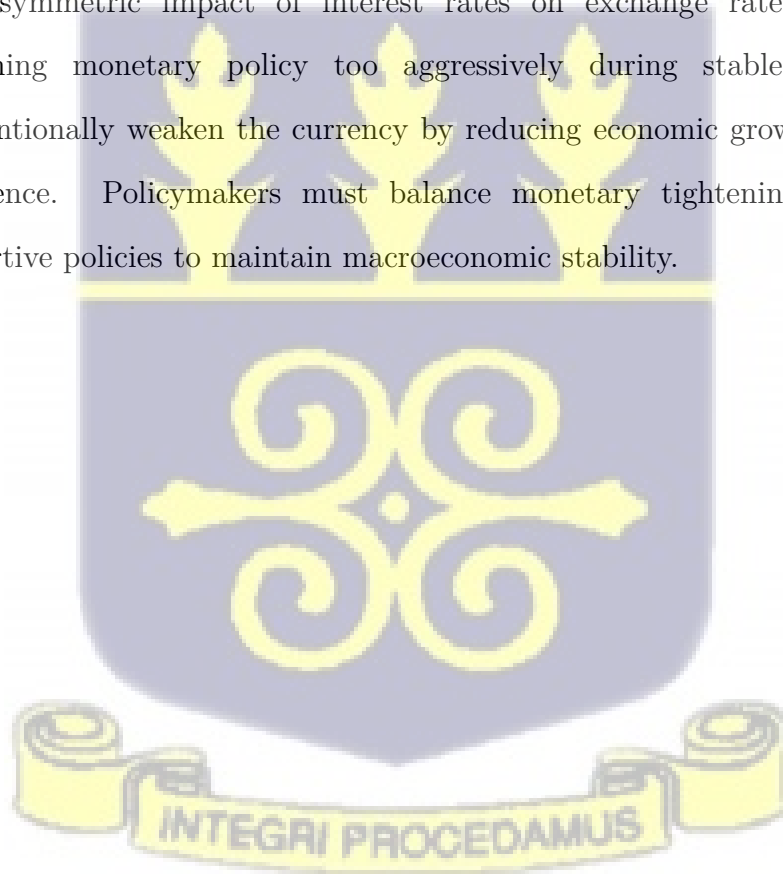 symmetric impact of interest rates on exchange rate
ning monetary policy too aggressively during stable
ntionally weaken the currency by reducing economic grow
ence. Policymakers must balance monetary tightenin
rtive policies to maintain macroeconomic stability.
INTEGRI PROCEDAMUS